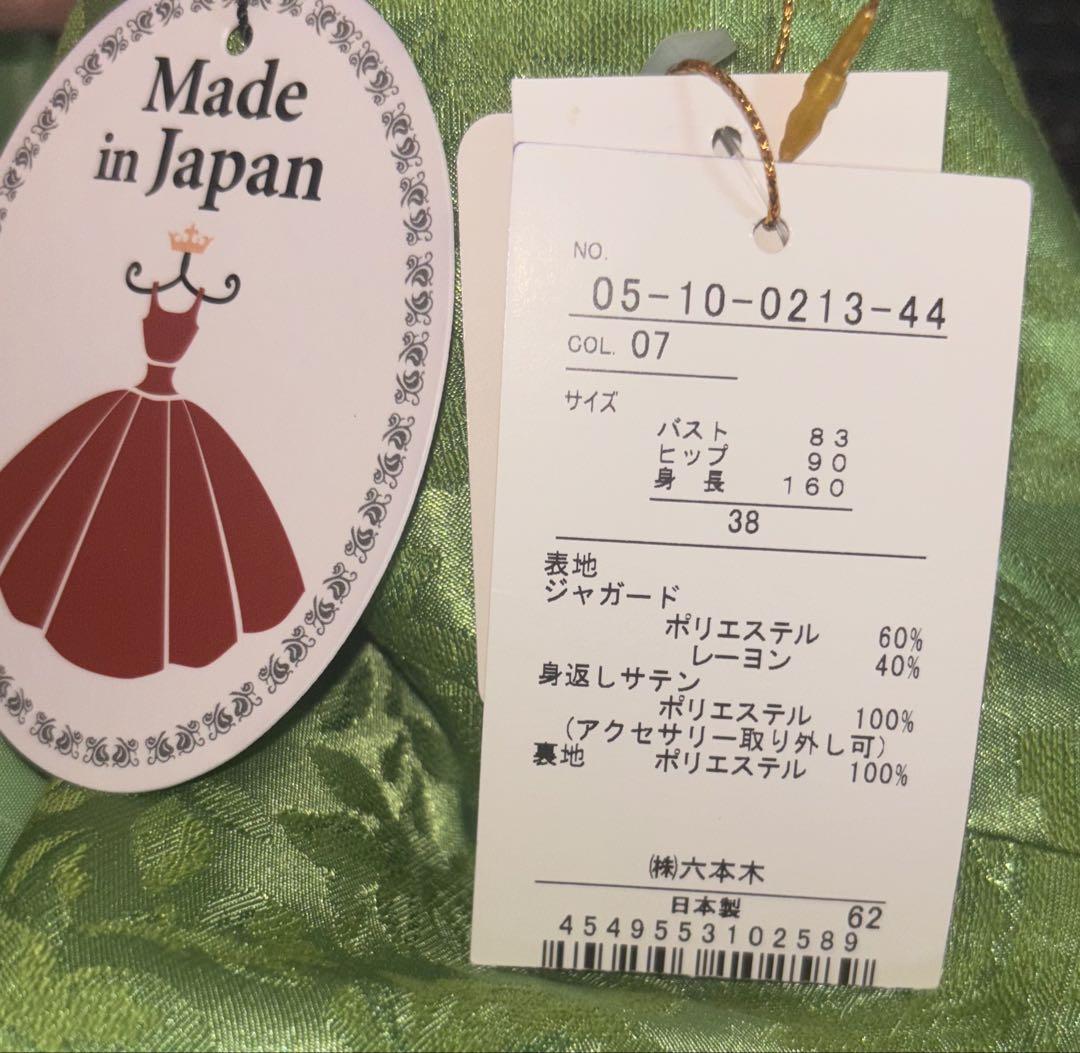 Made
in Japan
NO.
05-10-0213-44
COL. 07
サイズ
バスト 83
ヒップ 90
身長 160
38
表地
ジャガード
ポリエステル 60%
レーヨン 40%
身返しサテン
ポリエステル 100%
(アクセサリー取り外し可)
裏地 ポリエステル 100%
㈱六本木
日本製 62
4549553102589